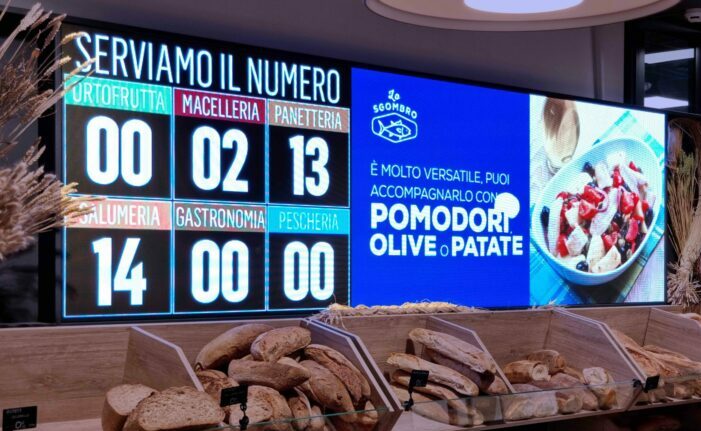 SERVIAMO IL NUMERO
ORTOFRUTTA MACELLERIA PANETTERIA
00 02 13
SALUMERIA GASTRONOMIA PESCHERIA
14 00 00
Lo
SGOMBRO
È MOLTO VERSATILE, PUOI
ACCOMPAGNARLO CON
POMODORI,
OLIVE O PATATE